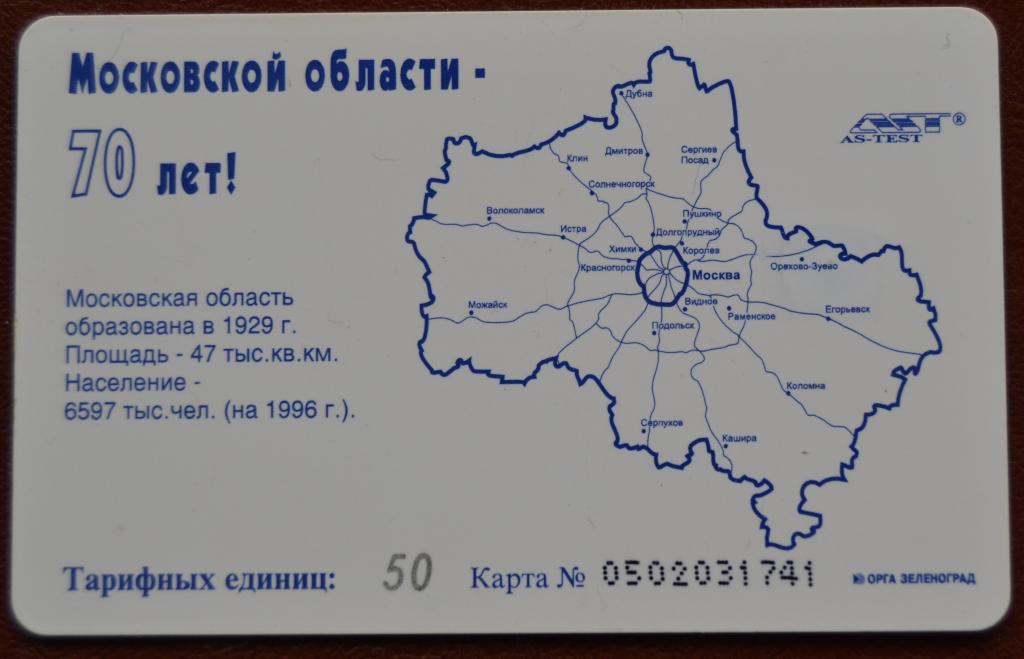 Московской области -
70 лет!
AST®
AS-TEST
Дубна
Дмитров
Сергиев
Посад
Клин
Солнечногорск
Волоколамск
Истра
Пушкино
Долгопрудный
Химки
Королев
Красногорск
Москва
Орехово-Зуево
Можайск
Видное
Раменское
Егорьевск
Подольск
Коломна
Серпухов
Кашира
Московская область
образована в 1929 г.
Площадь - 47 тыс.кв.км.
Население -
6597 тыс.чел. (на 1996 г.).
Тарифных единиц: 50 Карта № 0502031741 ОРГА ЗЕЛЕНОГРАД